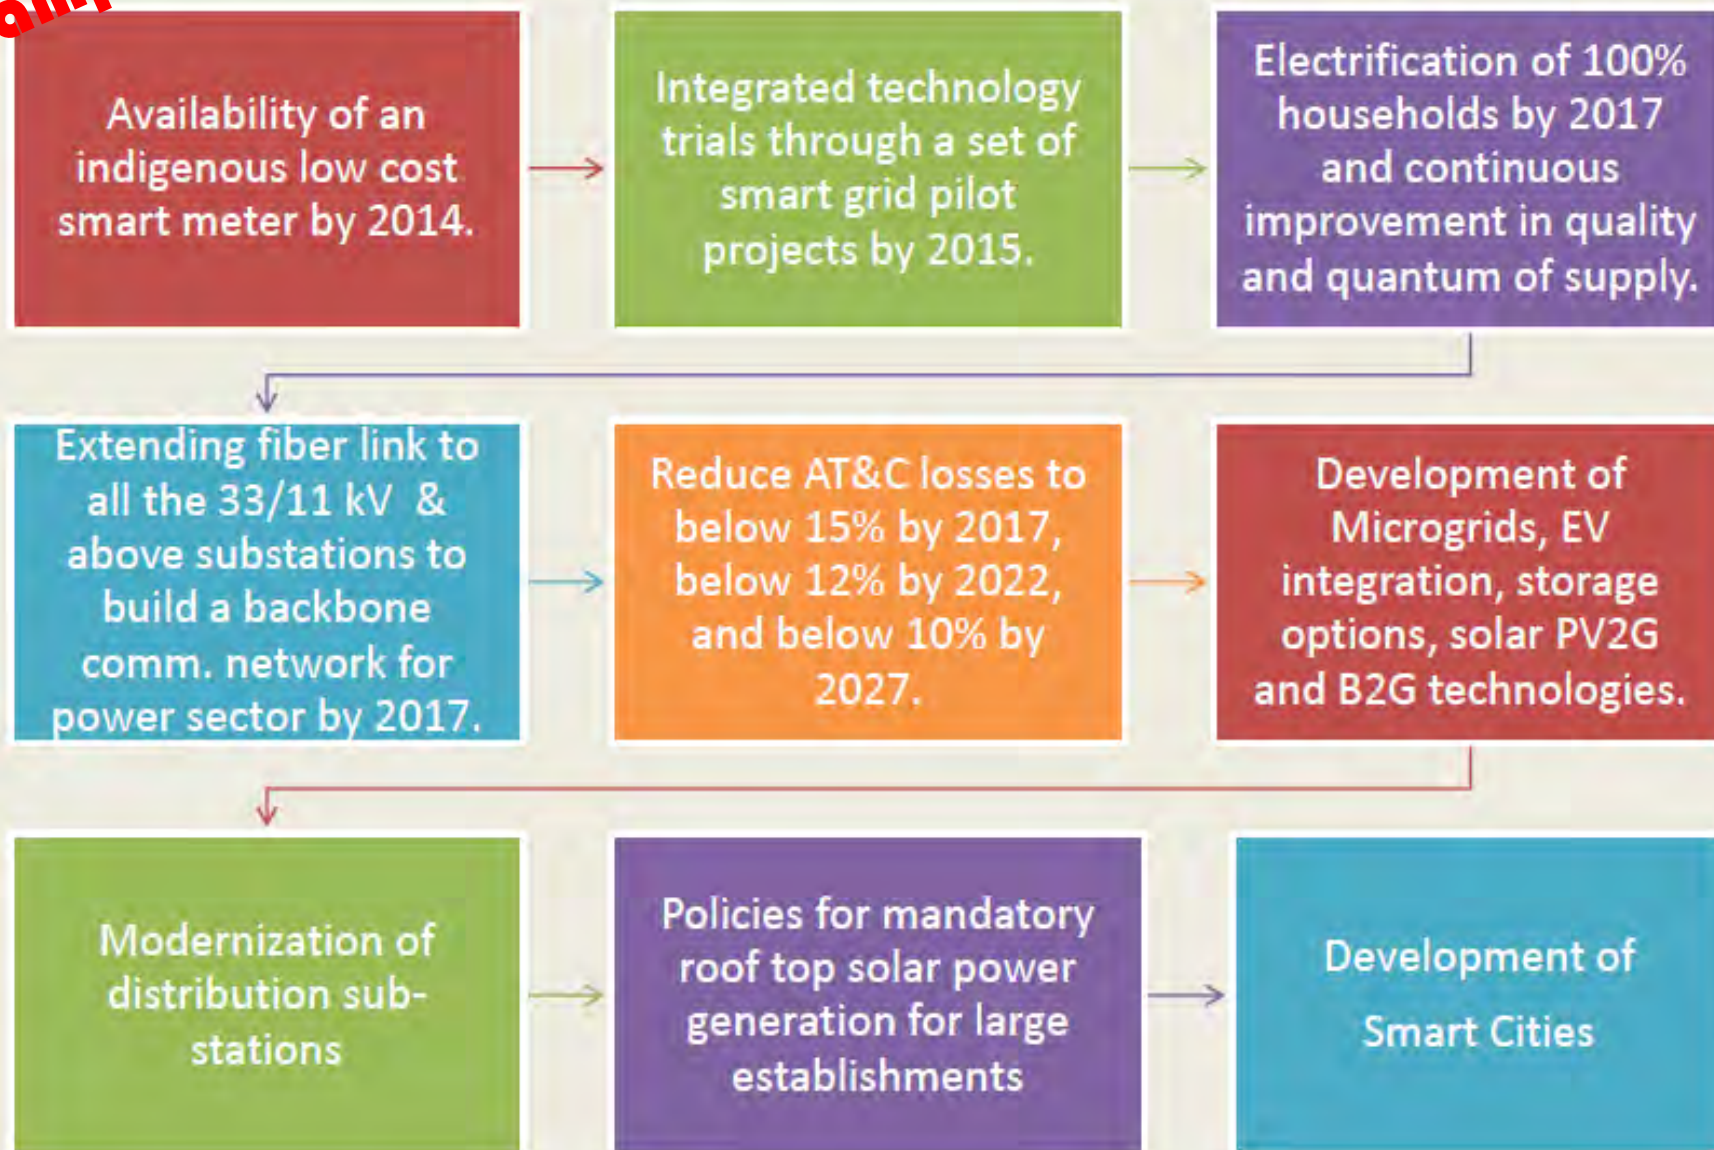 Availability of an
indigenous low cost
smart meter by 2014.
Integrated technology
trials through a set of
smart grid pilot
projects by 2015.
Electrification of 100%
households by 2017
and continuous
improvement in quality
and quantum of supply.
Extending fiber link to
all the 33/11 kV &
above substations to
build a backbone
comm. network for
power sector by 2017.
Reduce AT&C losses to
below 15% by 2017,
below 12% by 2022,
and below 10% by
2027.
Development of
Microgrids, EV
integration, storage
options, solar PV2G
and B2G technologies.
Modernization of
distribution sub-
stations
Policies for mandatory
roof top solar power
generation for large
establishments
Development of
Smart Cities